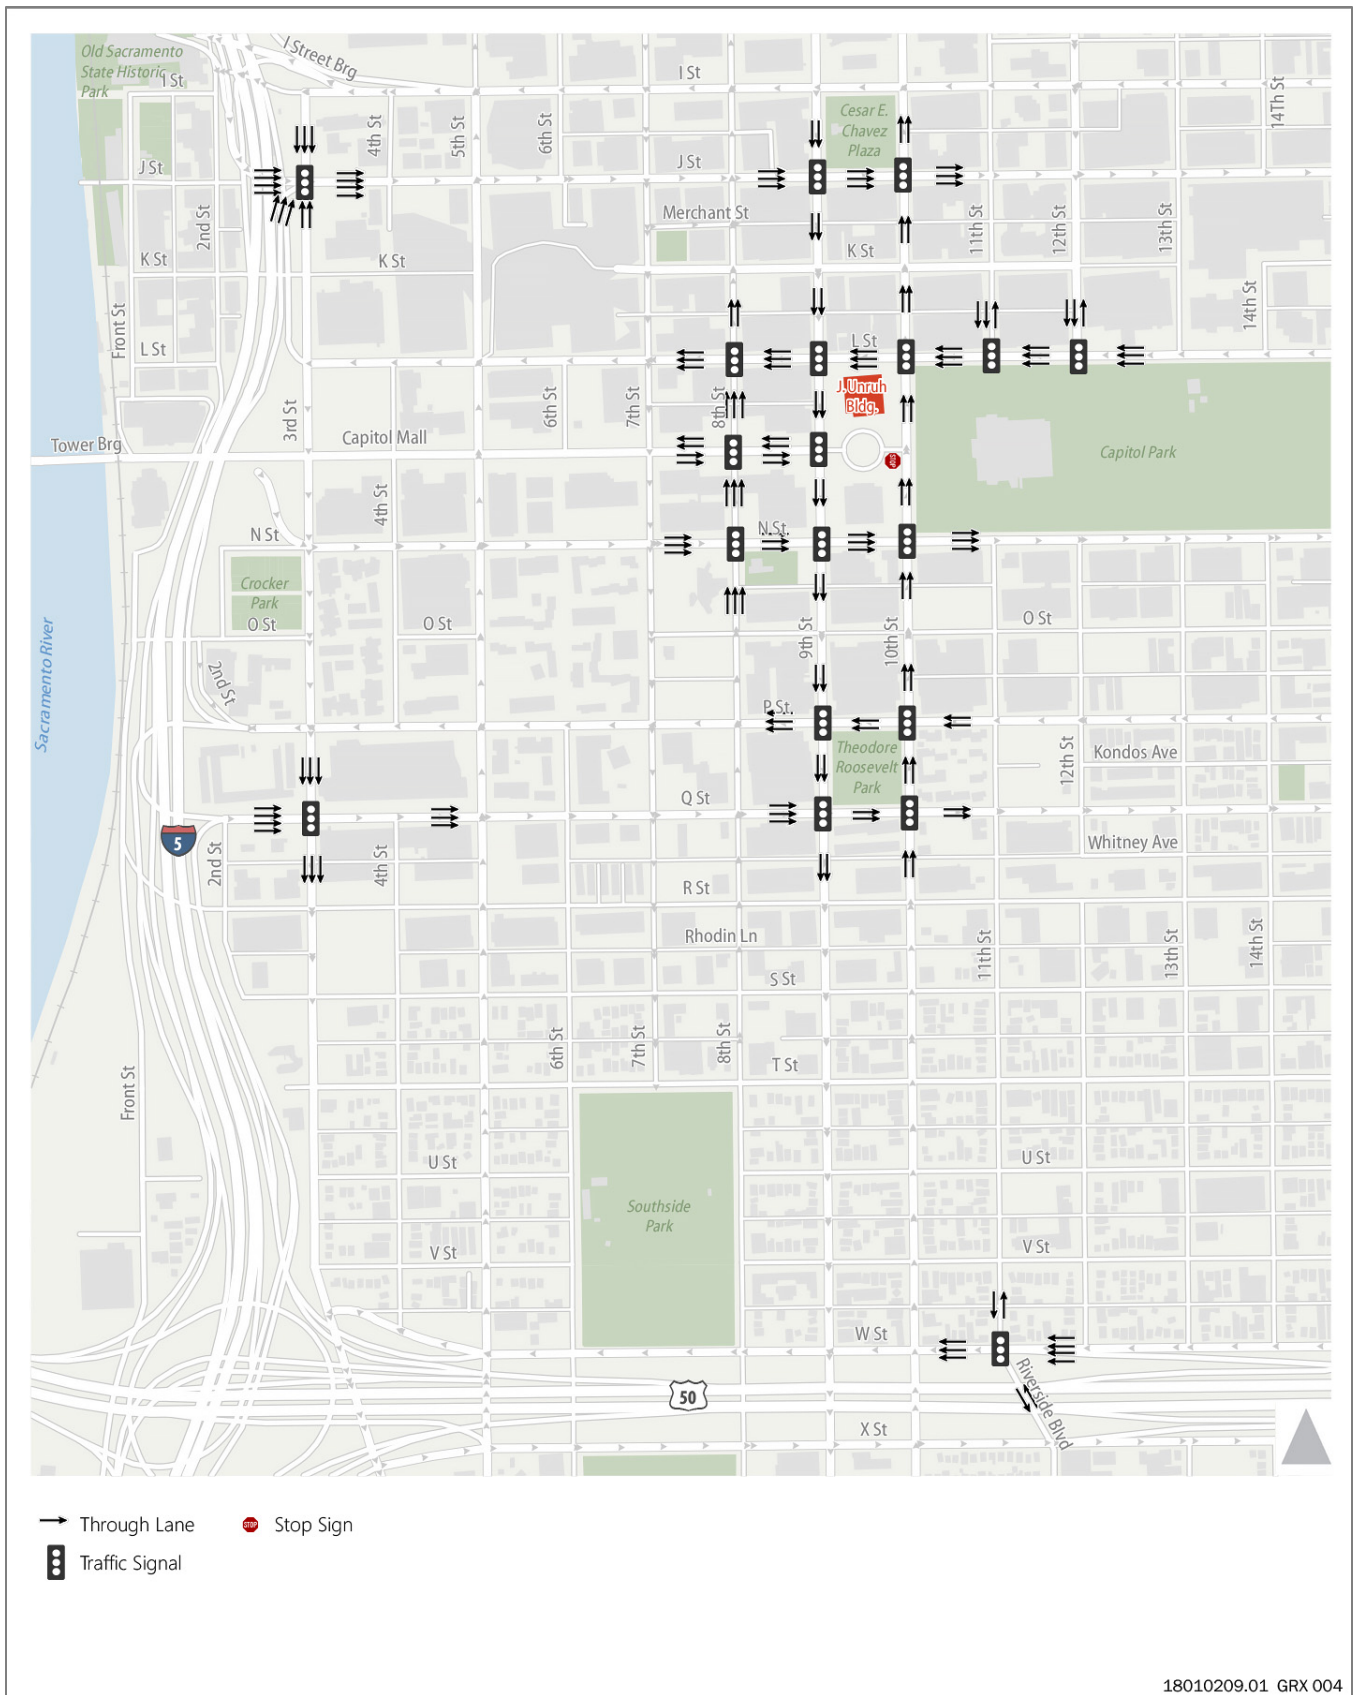 Old Sacramento
State Historic
Park
I St
I Street Brg
I St
14Th St
4th St
5th St
6th St
Cesar E.
Chavez
Plaza
J St
J St
2nd St
Merchant St
11th St
12th St
13th St
K St
K St
K St
Front St
14th St
L St
L St
J. Unruh
Bldg.
3rd St
6th St
7th St
8th St
Tower Brg
Capitol Mall
STOP
Capitol Park
4th St
N St
N St.
Crocker
Park
O St
O St
O St
9th St
10th St
Sacramento River
2nd St
P St.
Theodore
Roosevelt
Park
12th St
Kondos Ave
Q St
5
2nd St
4th St
Whitney Ave
R St
Rhodin Ln
11th St
13th St
14th St
S St
6th St
7th St
8th St
T St
Front St
U St
U St
Southside
Park
V St
V St
W St
Riverside Blvd
50
X St
Through Lane
STOP
Stop Sign
Traffic Signal
18010209.01 GRX 004